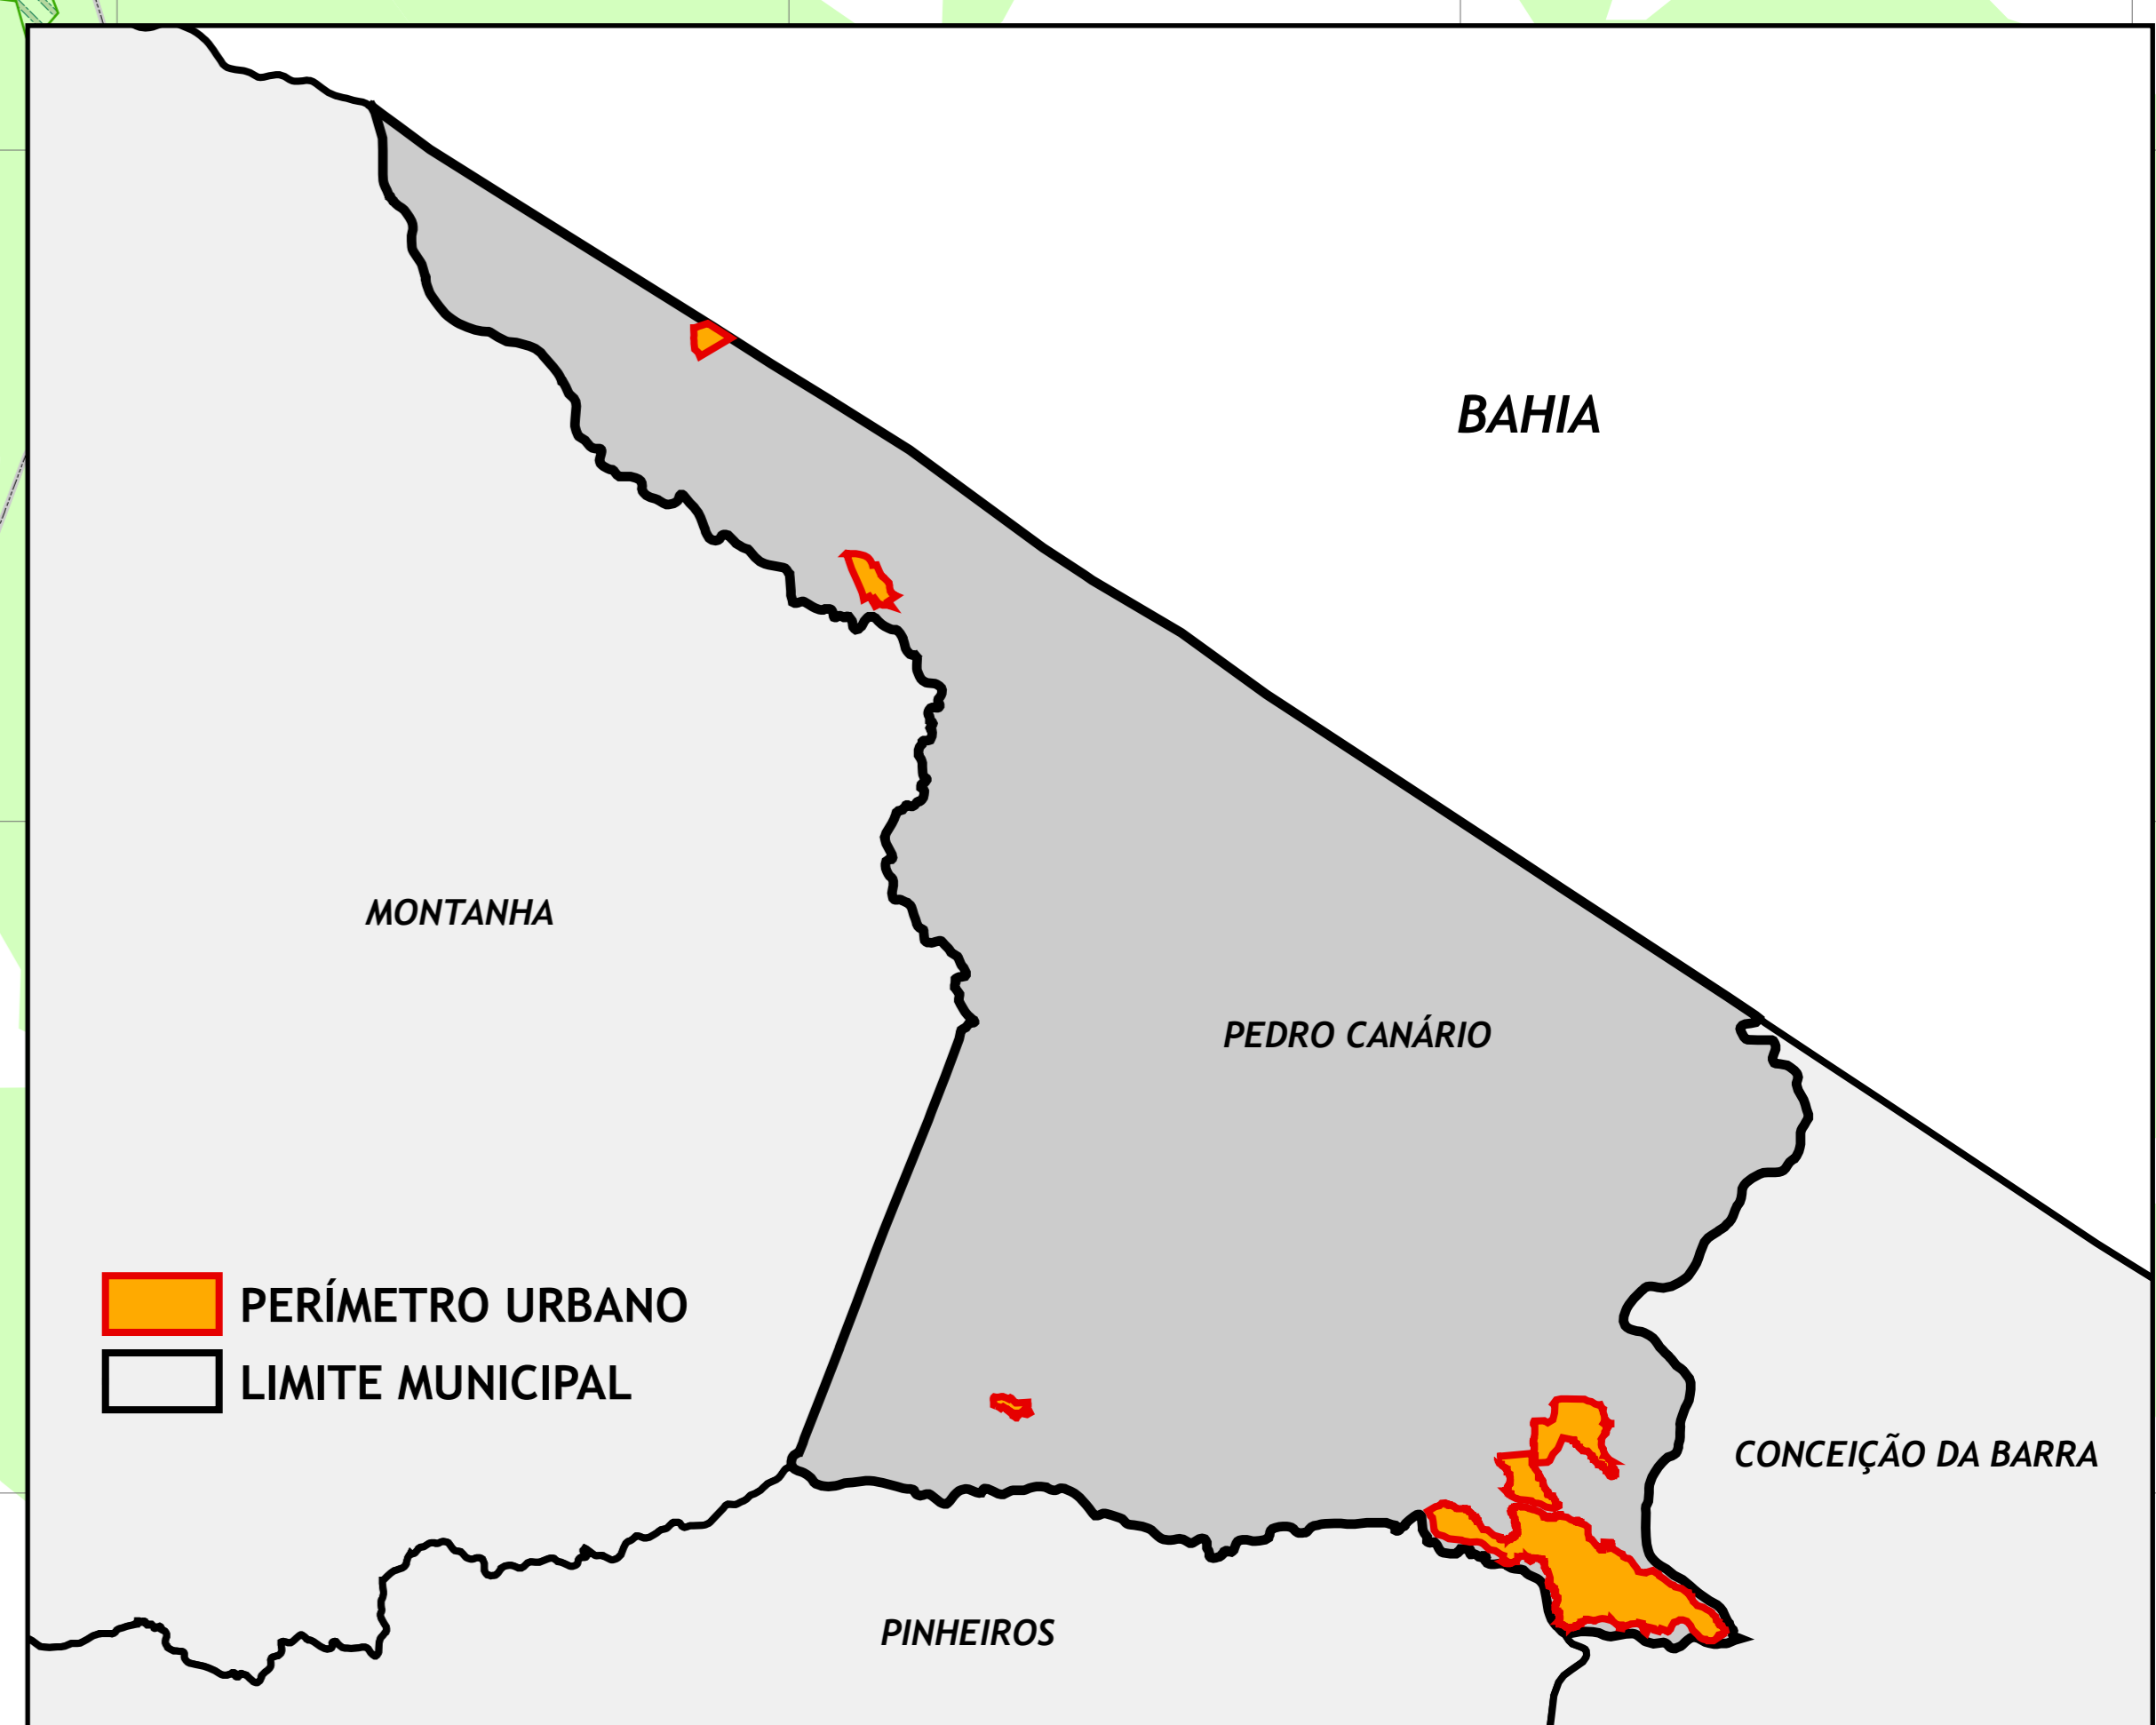 BAHIA
MONTANHA
PEDRO CANÁRIO
PERÍMETRO URBANO
LIMITE MUNICIPAL
CONCEIÇÃO DA BARRA
PINHEIROS